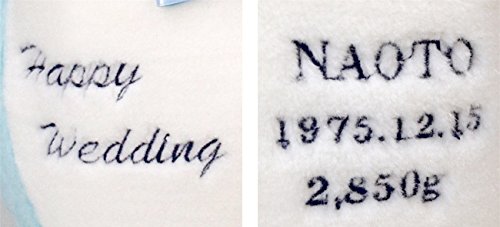 Happy
Wedding
NAOTO
1975.12.15
2,850g